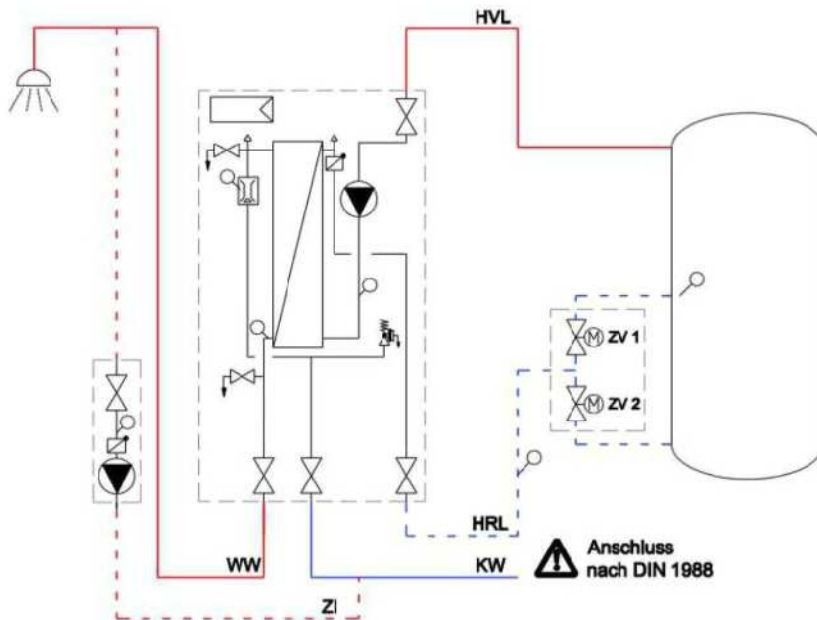 HVL
M ZV 1
M ZV 2
HRL
WW
KW
Anschluss
nach DIN 1988
ZI